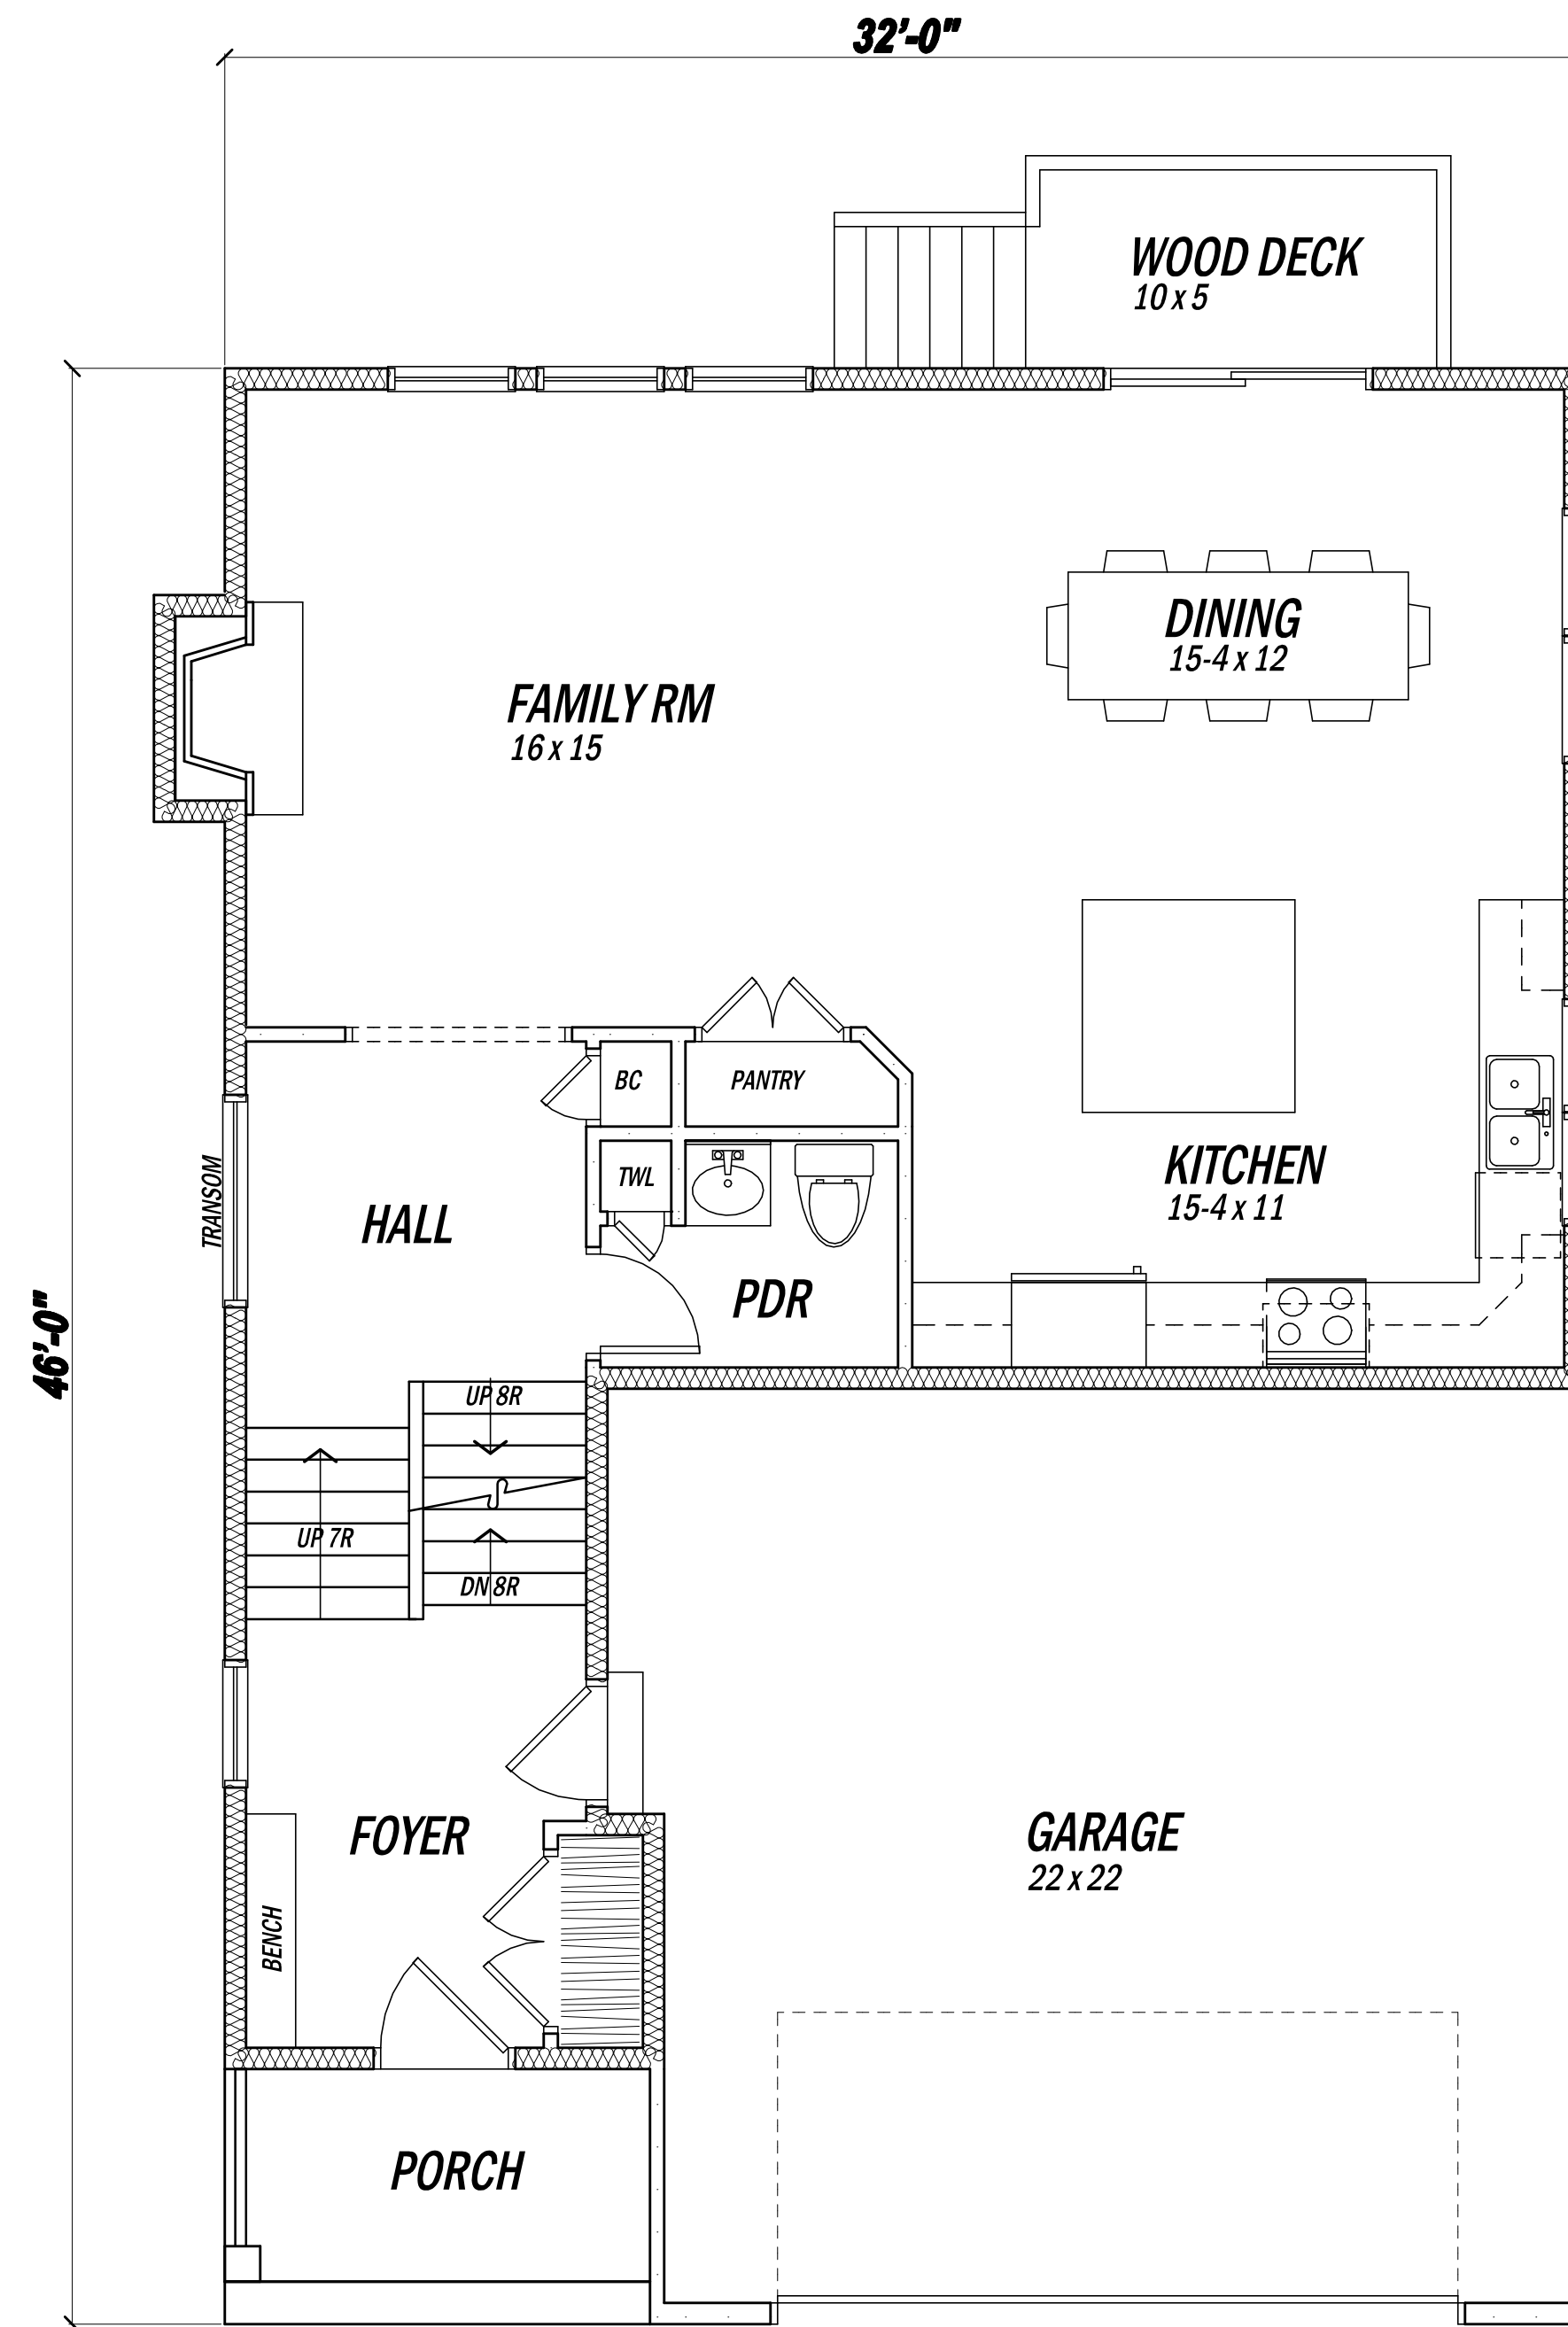 32'-0"
WOOD DECK
10 x 5
DINING
15-4 x 12
FAMILY RM
16 x 15
BC
PANTRY
TWL
KITCHEN
15-4 x 11
TRANSOM
HALL
PDR
46'-0"
UP 8R
UP 7R
DN 8R
FOYER
GARAGE
22 x 22
BENCH
PORCH